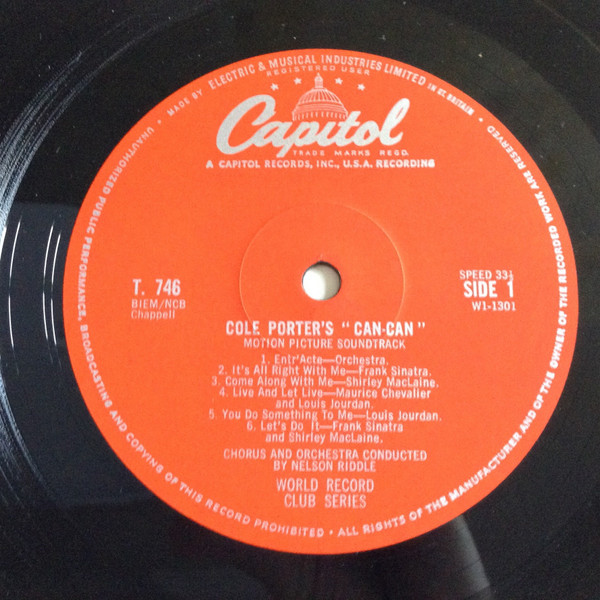 MADE BY ELECTRIC & MUSICAL INDUSTRIES LIMITED IN GT. BRITAIN •
REGISTERED USER
Capitol
TRADE MARKS REGD.
A CAPITOL RECORDS, INC., U.S.A. RECORDING
T. 746
BIEM/NCB
Chappell
SPEED 33⅓
SIDE 1
W1-1301
COLE PORTER'S "CAN-CAN"
MOTION PICTURE SOUNDTRACK
1. Entr'Acte—Orchestra.
2. It's All Right With Me—Frank Sinatra.
3. Come Along With Me—Shirley MacLaine.
4. Live And Let Live—Maurice Chevalier
and Louis Jourdan.
5. You Do Something To Me—Louis Jourdan.
6. Let's Do It—Frank Sinatra
and Shirley MacLaine.
CHORUS AND ORCHESTRA CONDUCTED
BY NELSON RIDDLE
WORLD RECORD
CLUB SERIES
UNAUTHORIZED PUBLIC PERFORMANCE, BROADCASTING AND COPYING OF THIS RECORD PROHIBITED • ALL RIGHTS OF THE MANUFACTURER AND OF THE OWNER OF THE RECORDED WORK ARE RESERVED •